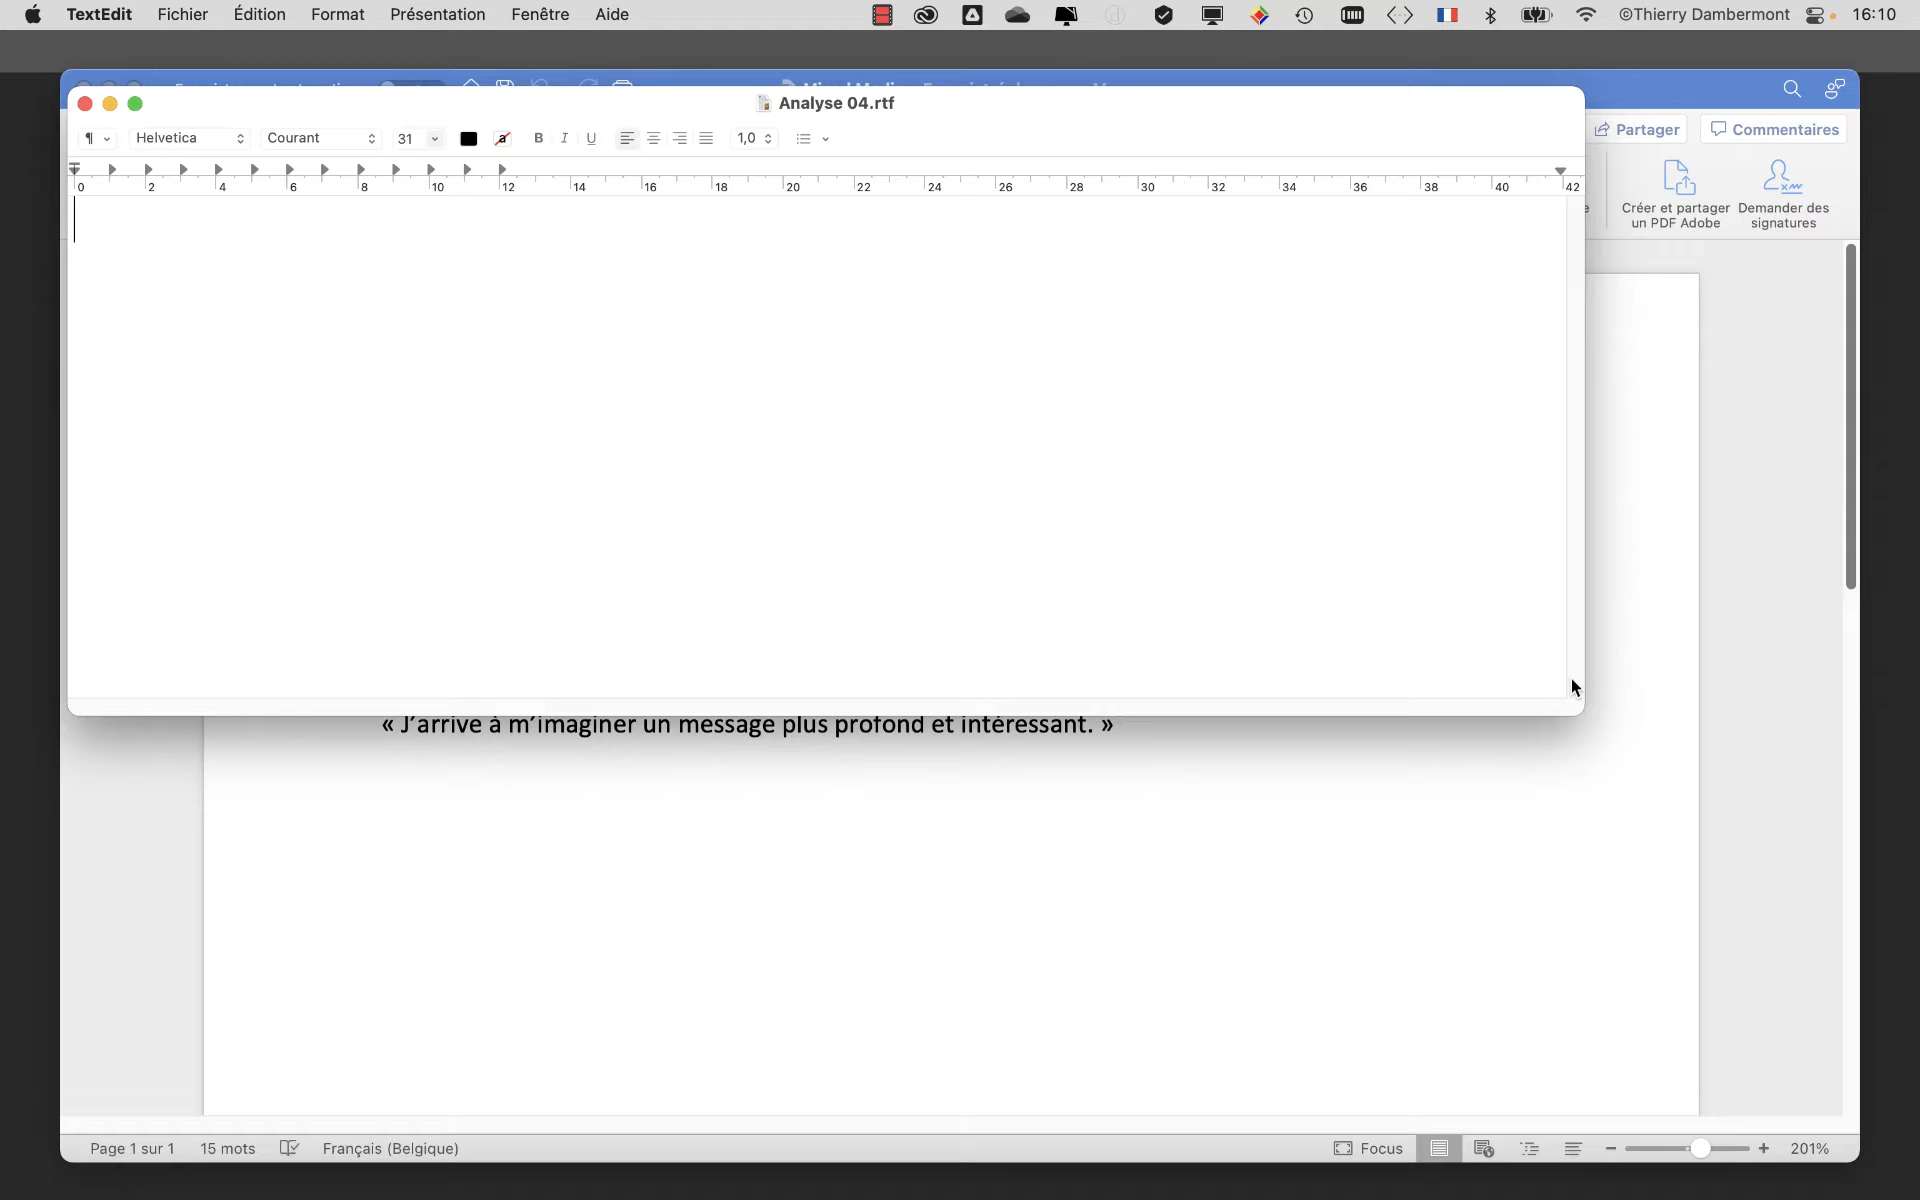 TextEdit Fichier Édition Format Présentation Fenêtre Aide ©Thierry Dambermont 16:10
Analyse 04.rtf
¶ Helvetica Courant 31 a B I U 1,0
0 2 4 6 8 10 12 14 16 18 20 22 24 26 28 30 32 34 36 38 40 42
Partager Commentaires
Créer et partager
un PDF Adobe
Demander des
signatures
« J’arrive à m’imaginer un message plus profond et intéressant. »
Page 1 sur 1 15 mots Français (Belgique) Focus 201%